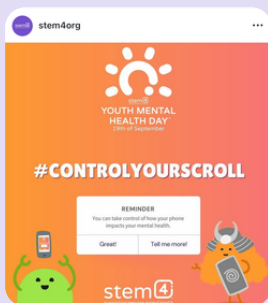 stem4
stem4org
stem4
YOUTH MENTAL
HEALTH DAY
19th of September
#CONTROLYOURSCROLL
REMINDER
You can take control of how your phone
impacts your mental health.
Great!
Tell me more!
stem4